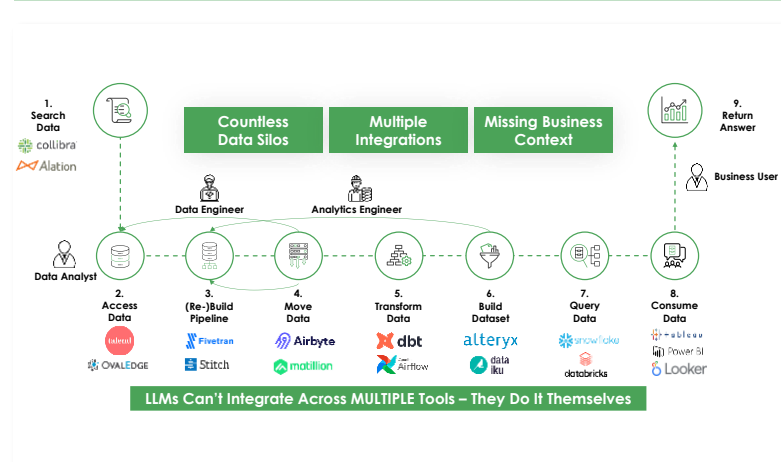 1.
Search
Data
collibra
Alation
Countless
Data Silos
Multiple
Integrations
Missing Business
Context
9.
Return
Answer
Business User
Data Engineer
Analytics Engineer
Data Analyst
2.
Access
Data
talend
OVALEDGE
3.
(Re-)Build
Pipeline
Fivetran
Stitch
4.
Move
Data
Airbyte
matillion
5.
Transform
Data
dbt
Airflow
6.
Build
Dataset
alteryx
data
iku
7.
Query
Data
snowflake
databricks
8.
Consume
Data
+ableau
Power BI
Looker
LLMs Can't Integrate Across MULTIPLE Tools – They Do It Themselves